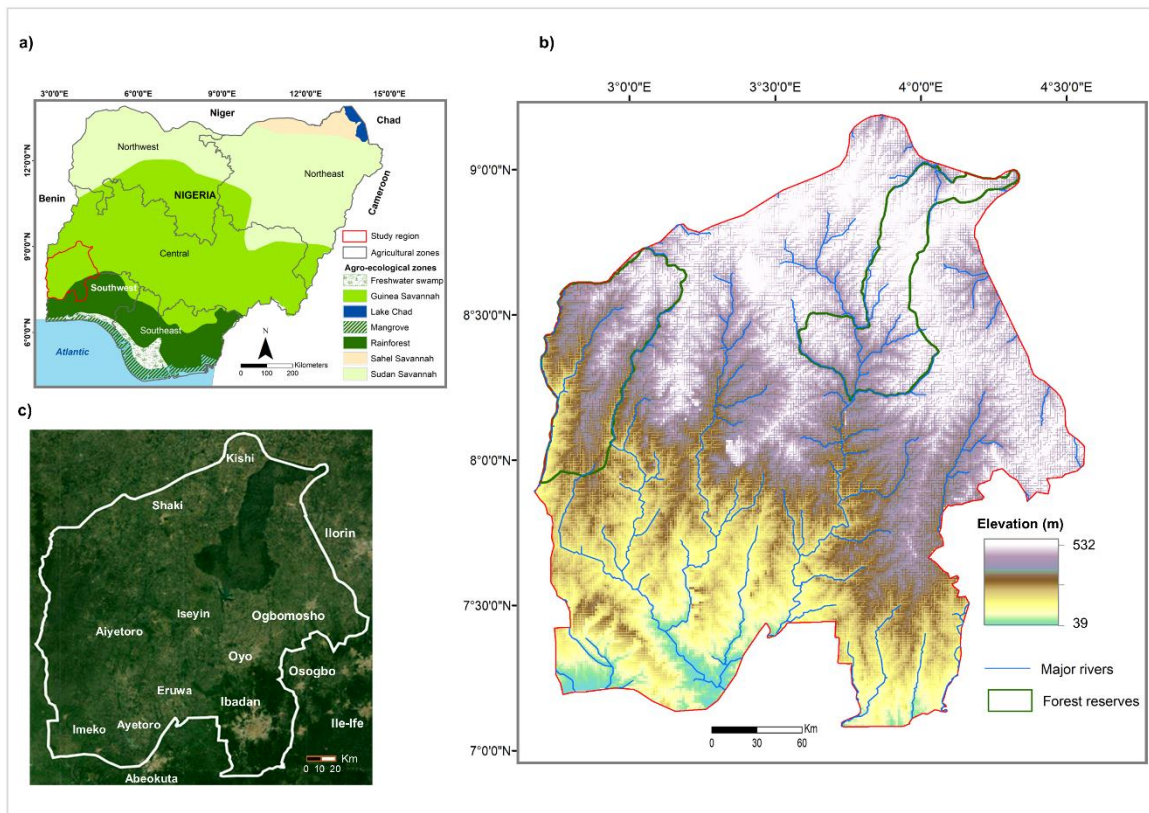 a)
3°0'0"E 6°0'0"E 9°0'0"E 12°0'0"E 15°0'0"E
Niger
Chad
Northwest
Northeast
12°0'0"N
Benin
NIGERIA
Cameroon
9°0'0"N
Central
Southwest
Southeast
6°0'0"N
Atlantic
N
Kilometers
0 100 200
Study region
Agricultural zones
Agro-ecological zones
Freshwater swamp
Guinea Savannah
Lake Chad
Mangrove
Rainforest
Sahel Savannah
Sudan Savannah
b)
3°0'0"E 3°30'0"E 4°0'0"E 4°30'0"E
9°0'0"N
8°30'0"N
8°0'0"N
7°30'0"N
7°0'0"N
Elevation (m)
532
39
Major rivers
Forest reserves
Km
0 30 60
c)
Kishi
Shaki
Ilorin
Iseyin
Ogbomosho
Aiyetoro
Oyo
Osogbo
Eruwa
Ibadan
Ile-Ife
Imeko
Ayetoro
Km
0 10 20
Abeokuta